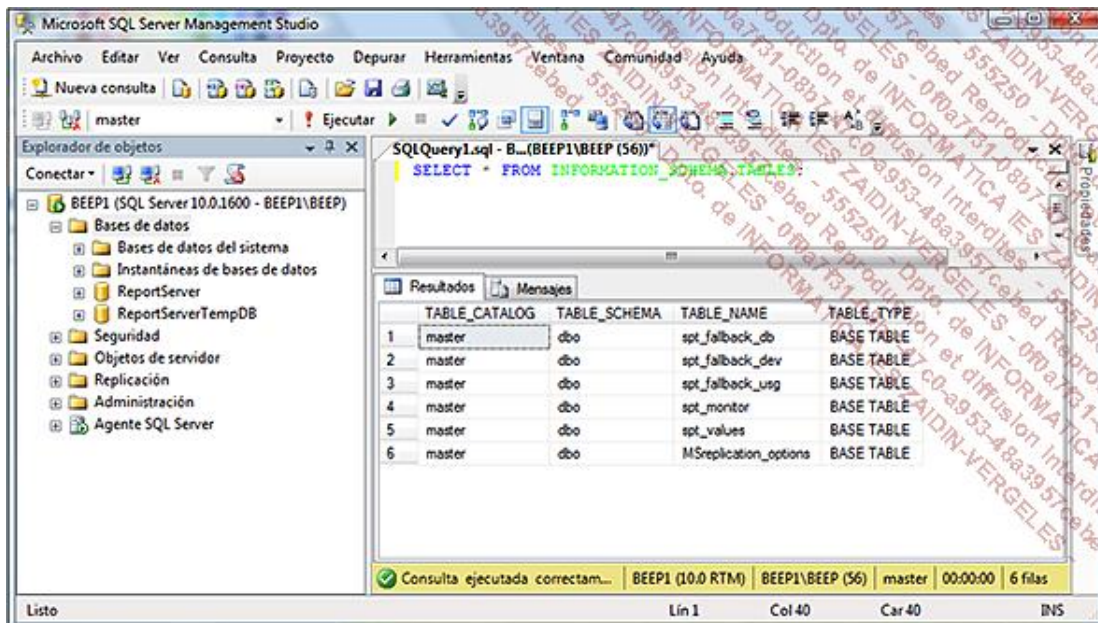 Microsoft SQL Server Management Studio
Archivo Editar Ver Consulta Proyecto Depurar Herramientas Ventana Comunidad Ayuda
Nueva consulta
master Ejecutar
Explorador de objetos
Conectar
BEEP1 (SQL Server 10.0.1600 - BEEP1\BEEP)
Bases de datos
Bases de datos del sistema
Instantáneas de bases de datos
ReportServer
ReportServerTempDB
Seguridad
Objetos de servidor
Replicación
Administración
Agente SQL Server
SQLQuery1.sql - B...(BEEP1\BEEP (56))*
SELECT * FROM INFORMATION_SCHEMA.TABLES;
Propiedades
Resultados Mensajes
TABLE_CATALOG TABLE_SCHEMA TABLE_NAME TABLE_TYPE
1 master dbo spt_fallback_db BASE TABLE
2 master dbo spt_fallback_dev BASE TABLE
3 master dbo spt_fallback_usg BASE TABLE
4 master dbo spt_monitor BASE TABLE
5 master dbo spt_values BASE TABLE
6 master dbo MSreplication_options BASE TABLE
Consulta ejecutada correctam... BEEP1 (10.0 RTM) BEEP1\BEEP (56) master 00:00:00 6 filas
Listo Lín 1 Col 40 Car 40 INS